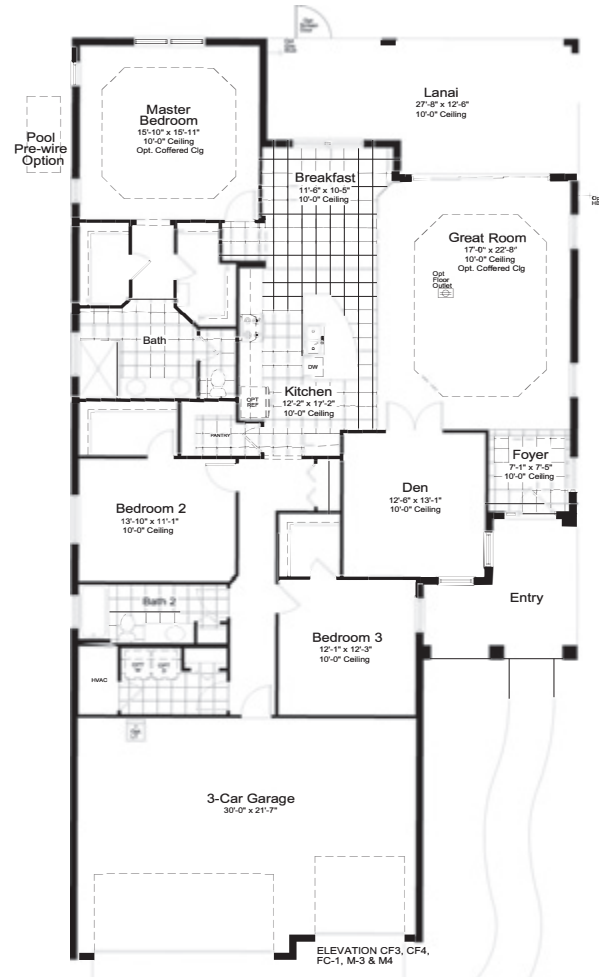 Lanai
27'-8" x 12'-6"
10'-0" Ceiling
Master
Bedroom
15'-10" x 15'-11"
10'-0" Ceiling
Opt. Coffered Clg
Pool
Pre-wire
Option
Breakfast
11'-6" x 10'-5"
10'-0" Ceiling
Great Room
17'-0" x 22'-8"
10'-0" Ceiling
Opt. Coffered Clg
Opt
Floor
Outlet
Bath
DW
Kitchen
12'-2" x 17'-2"
10'-0" Ceiling
OPT
REF
PANTRY
Foyer
7'-1" x 7'-5"
10'-0" Ceiling
Den
12'-6" x 13'-1"
10'-0" Ceiling
Bedroom 2
13'-10" x 11'-1"
10'-0" Ceiling
Entry
Bath 2
Bedroom 3
12'-1" x 12'-3"
10'-0" Ceiling
HVAC
3-Car Garage
30'-0" x 21'-7"
ELEVATION CF3, CF4,
FC-1, M-3 & M4